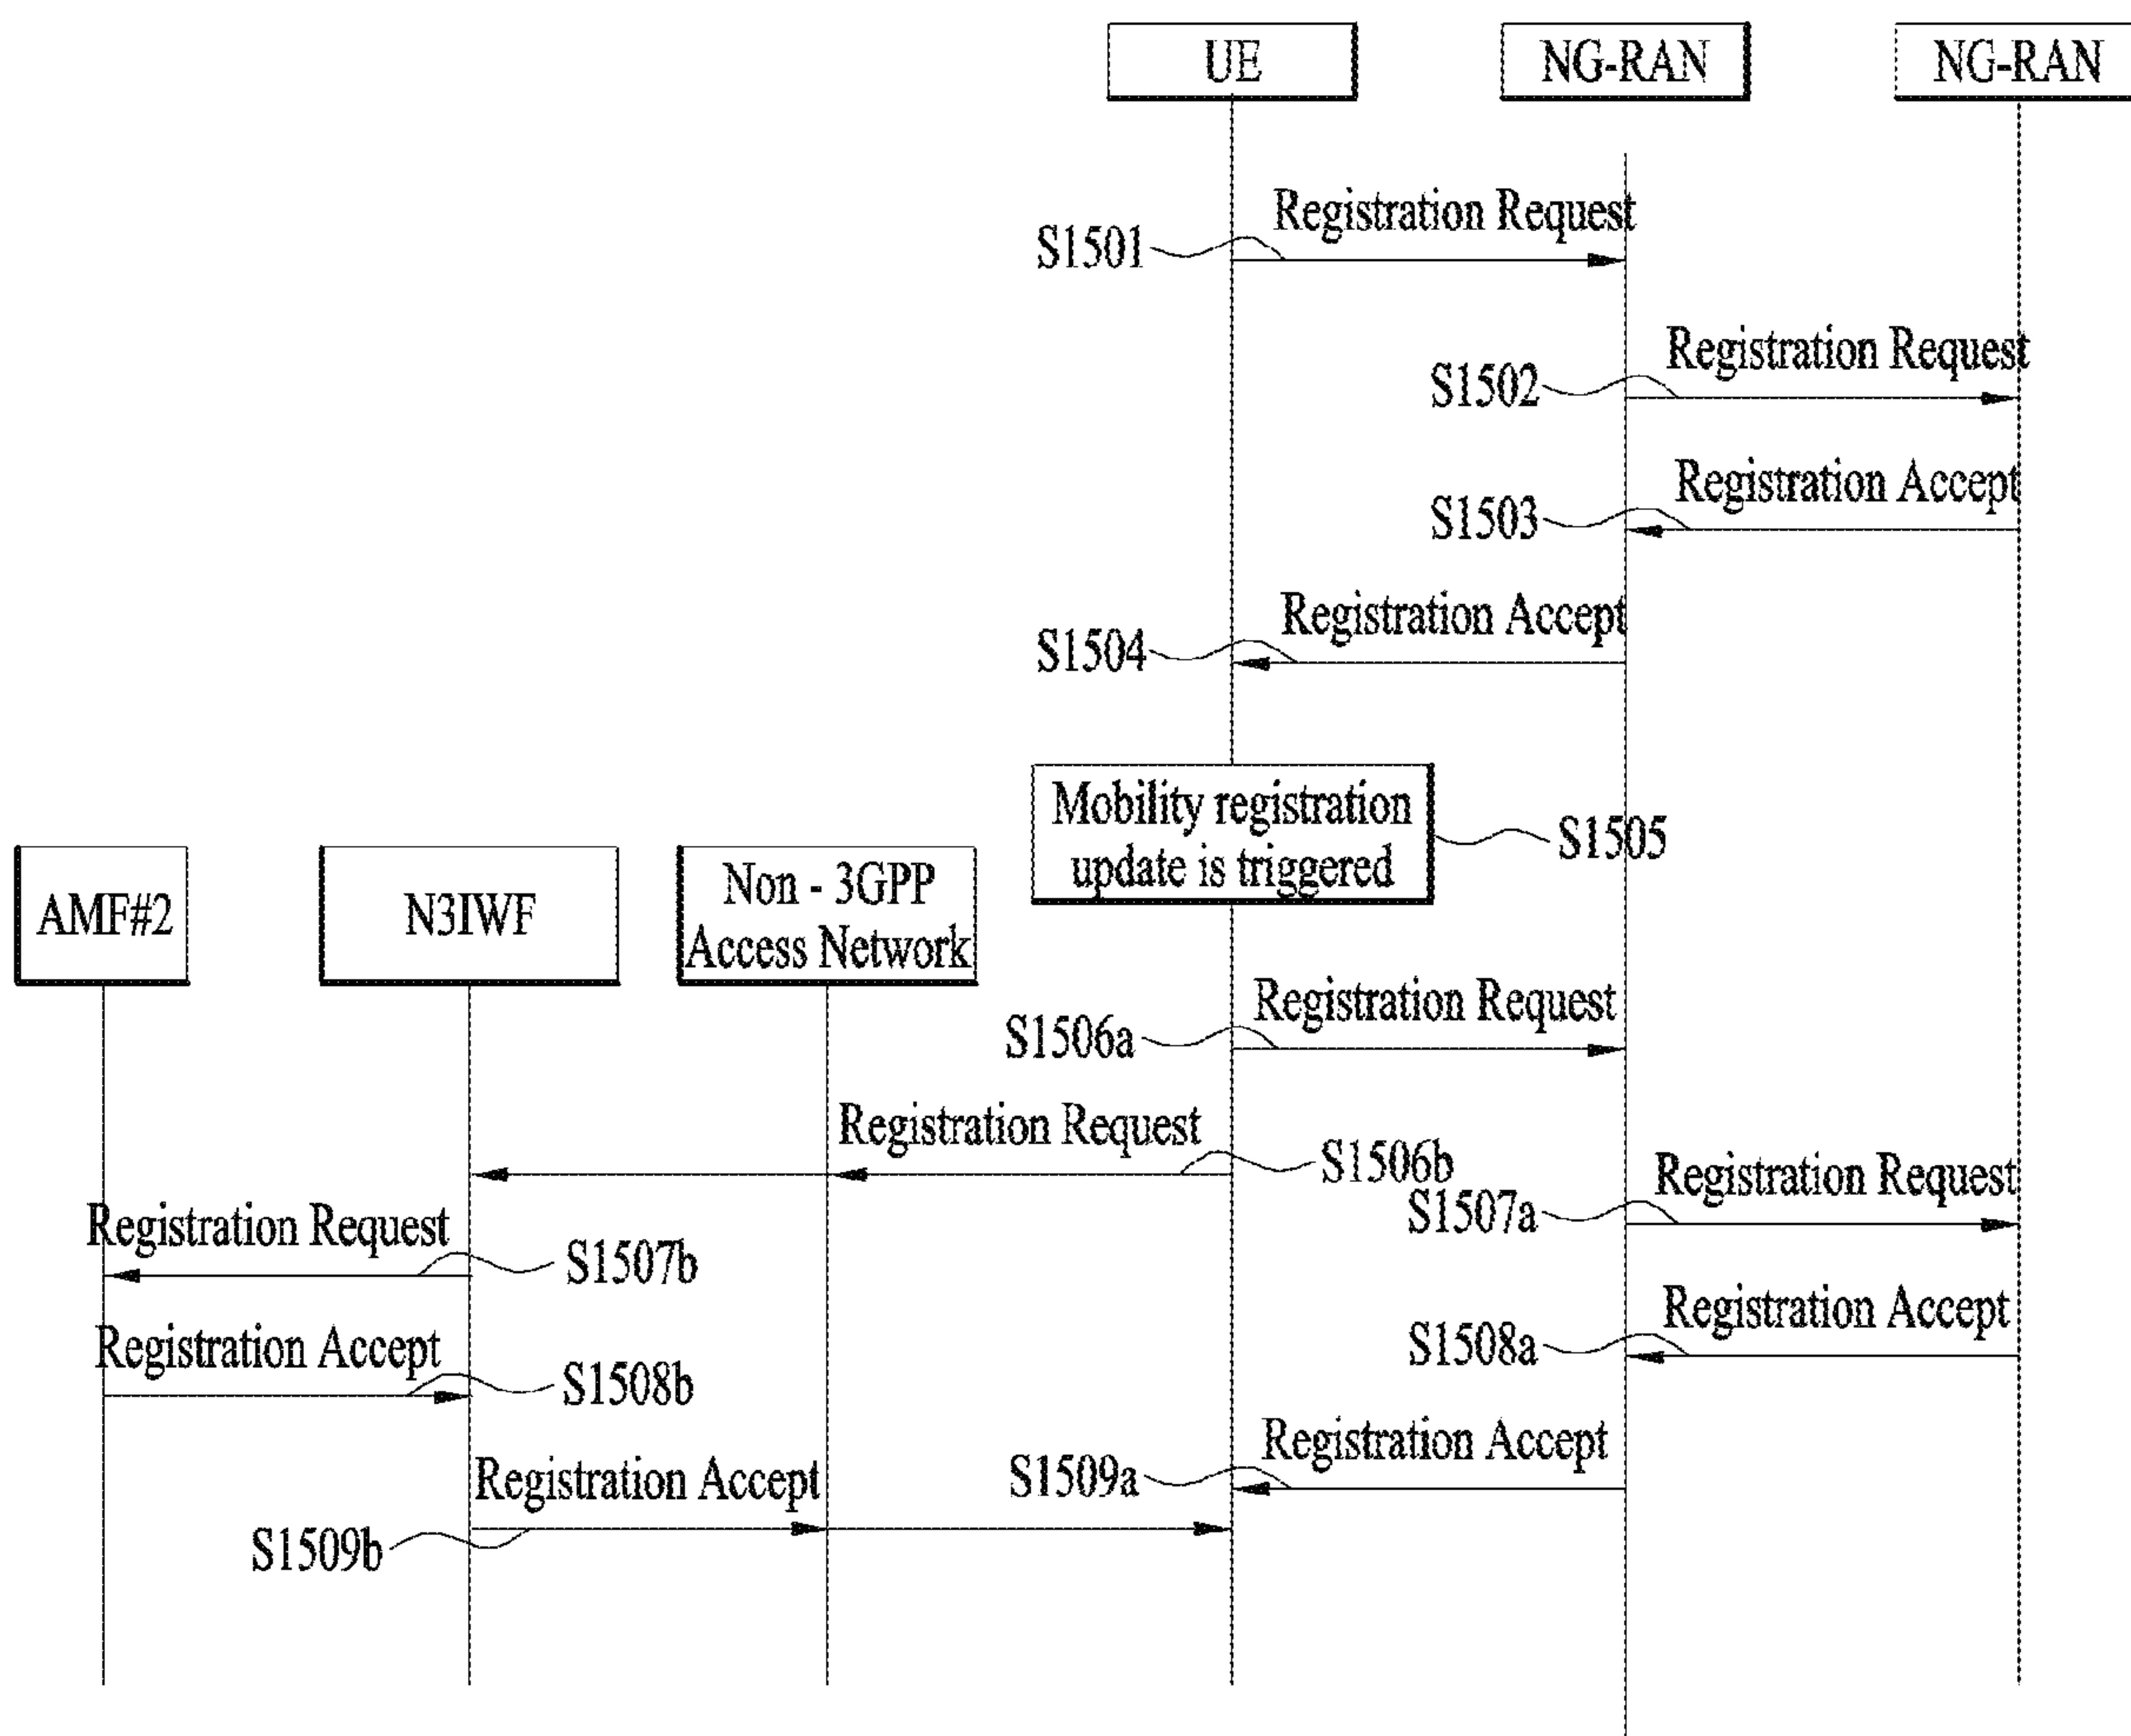 UE
NG-RAN
NG-RAN
Registration Request
S1501
Registration Request
S1502
Registration Accept
S1503
Registration Accept
S1504
Mobility registration
update is triggered
S1505
AMF#2
N3IWF
Non - 3GPP
Access Network
Registration Request
S1506a
Registration Request
S1506b
Registration Request
S1507a
Registration Request
S1507b
Registration Accept
S1508a
Registration Accept
S1508b
Registration Accept
S1509a
Registration Accept
S1509b